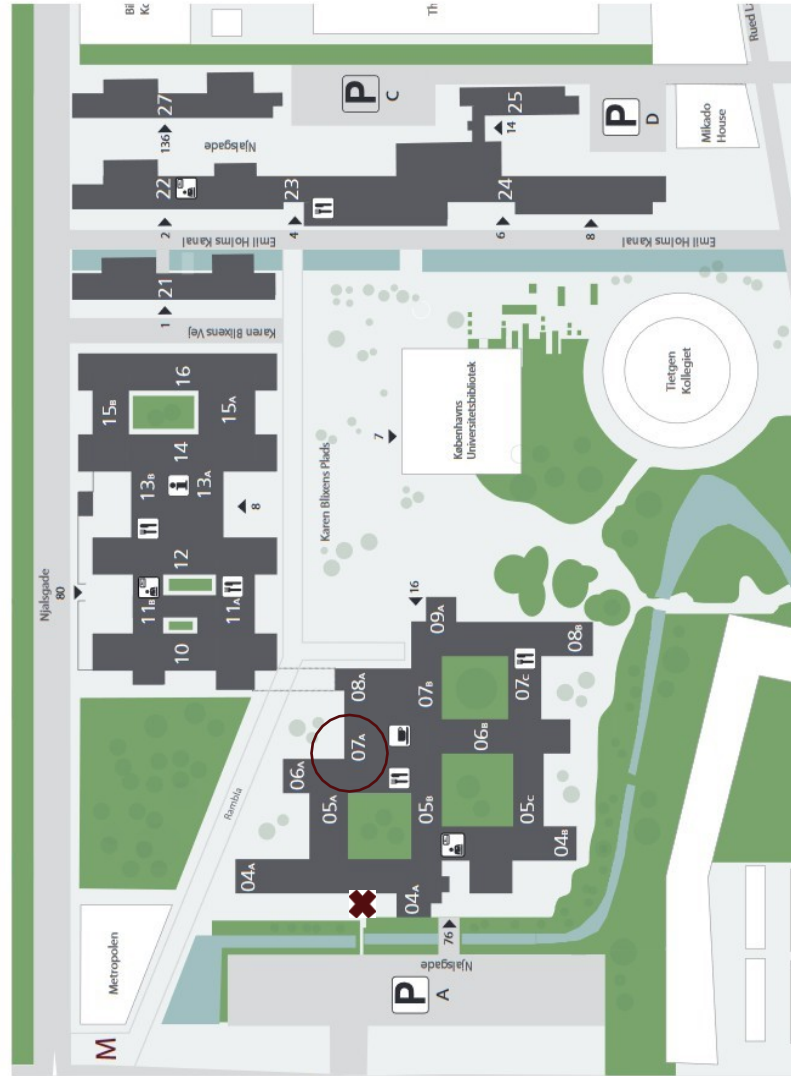 Rued L
27
136
Njalsgade
P
C
25
14
P
D
Mikado
House
22
2
23
4
24
6
8
Emil Holms Kanal
Emil Holms Kanal
21
1
Karen Blixens Vej
16
15B
15A
14
13B
i
13A
8
12
11B
11A
10
Njalsgade
80
Karen Blixens Plads
7
Københavns
Universitetsbibliotek
Tietgen
Kollegiet
16
09A
08A
08B
07A
07B
07C
06A
06B
05A
05B
05C
04A
04A
04B
Rambla
Metropolen
76
Njalsgade
P
A
M